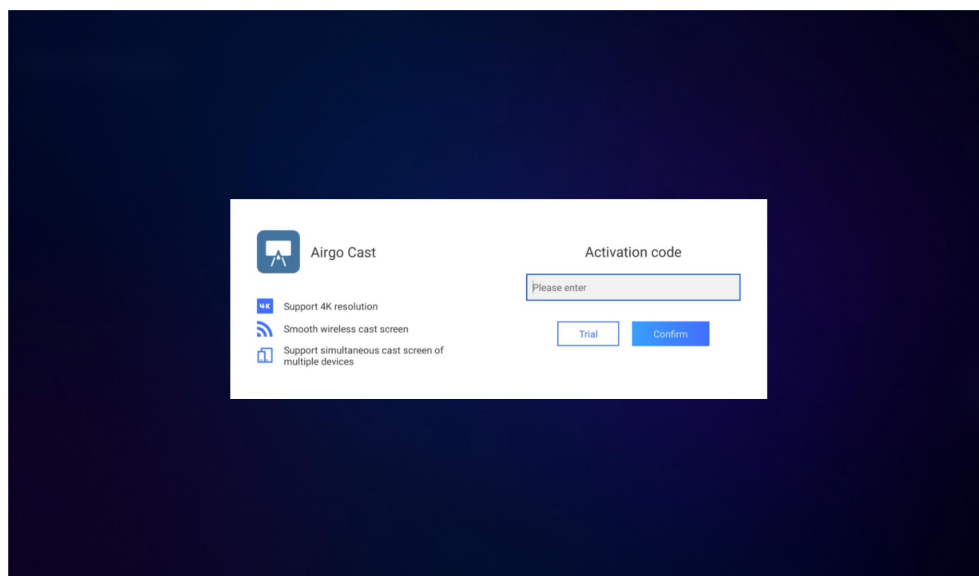 Airgo Cast
4K
Support 4K resolution
Smooth wireless cast screen
Support simultaneous cast screen of
multiple devices
Activation code
Please enter
Trial
Confirm